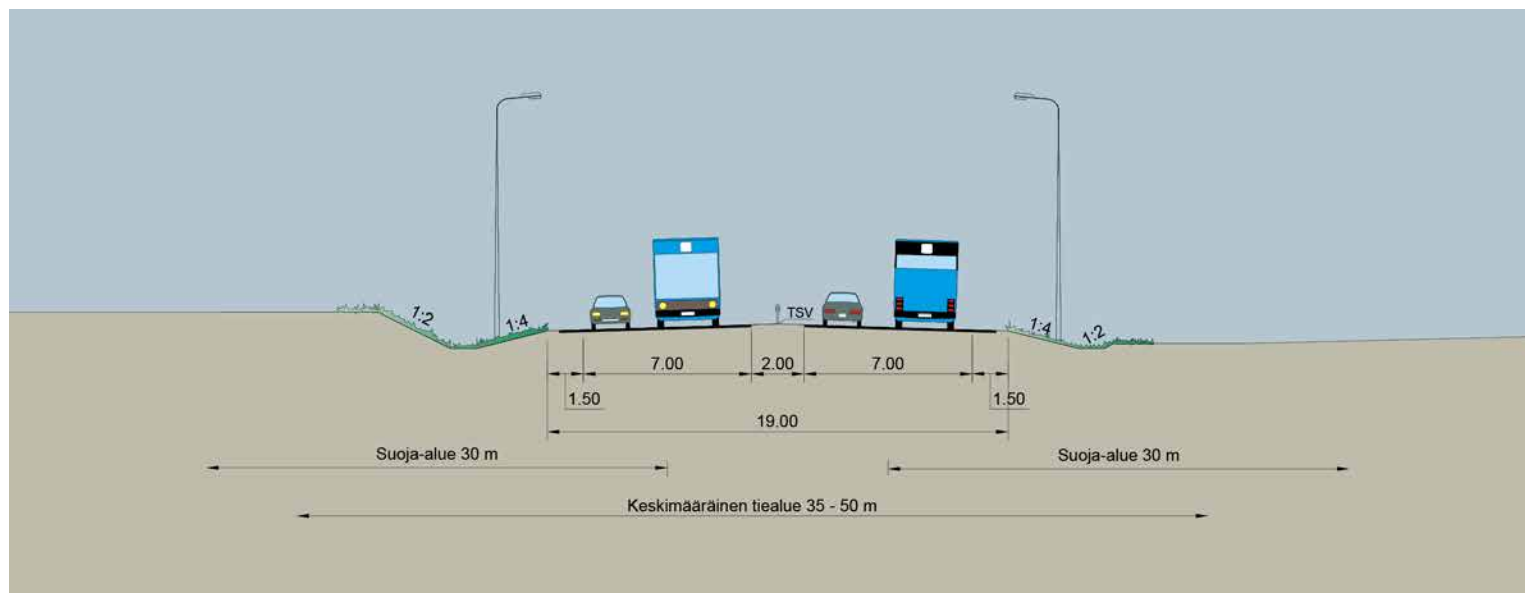 TSV
1:2
1:4
1:4
1:2
7.00
2.00
7.00
1.50
1.50
19.00
Suoja-alue 30 m
Suoja-alue 30 m
Keskimääräinen tiealue 35 - 50 m